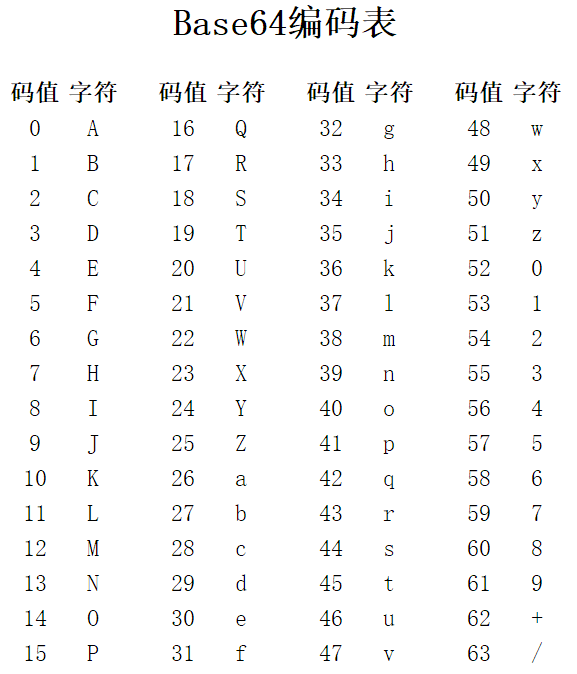 Base64编码表
码值 字符 码值 字符 码值 字符 码值 字符
0 A 16 Q 32 g 48 w
1 B 17 R 33 h 49 x
2 C 18 S 34 i 50 y
3 D 19 T 35 j 51 z
4 E 20 U 36 k 52 0
5 F 21 V 37 l 53 1
6 G 22 W 38 m 54 2
7 H 23 X 39 n 55 3
8 I 24 Y 40 o 56 4
9 J 25 Z 41 p 57 5
10 K 26 a 42 q 58 6
11 L 27 b 43 r 59 7
12 M 28 c 44 s 60 8
13 N 29 d 45 t 61 9
14 O 30 e 46 u 62 +
15 P 31 f 47 v 63 /